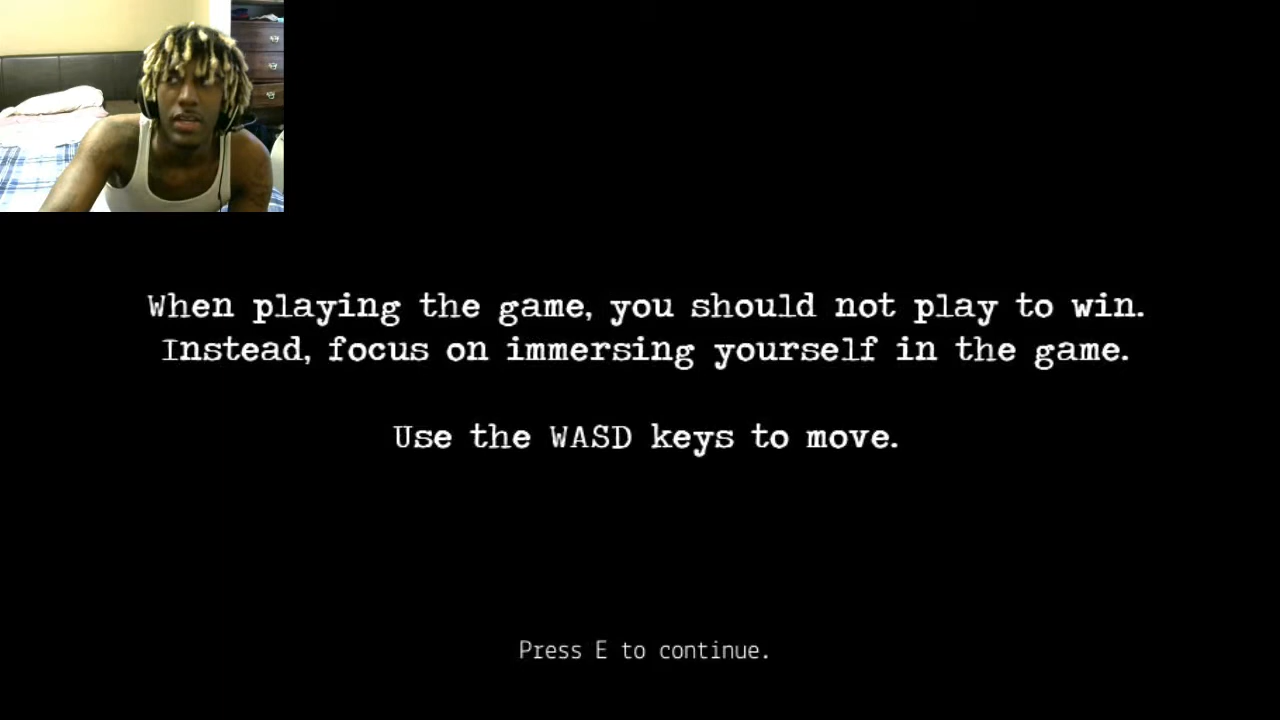 When playing the game, you should not play to win.
Instead, focus on immersing yourself in the game.
Use the WASD keys to move.
Press E to continue.